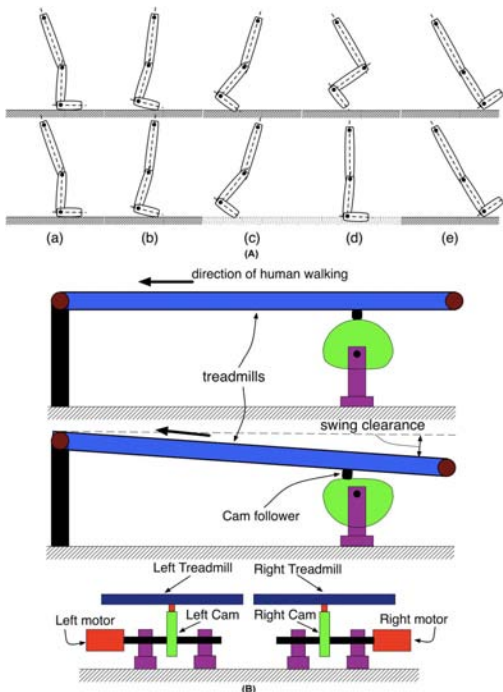 (a) (b) (c) (d) (e)
(A)
direction of human walking
treadmills
swing clearance
Cam follower
Left Treadmill Right Treadmill
Left motor Left Cam Right Cam Right motor
(B)